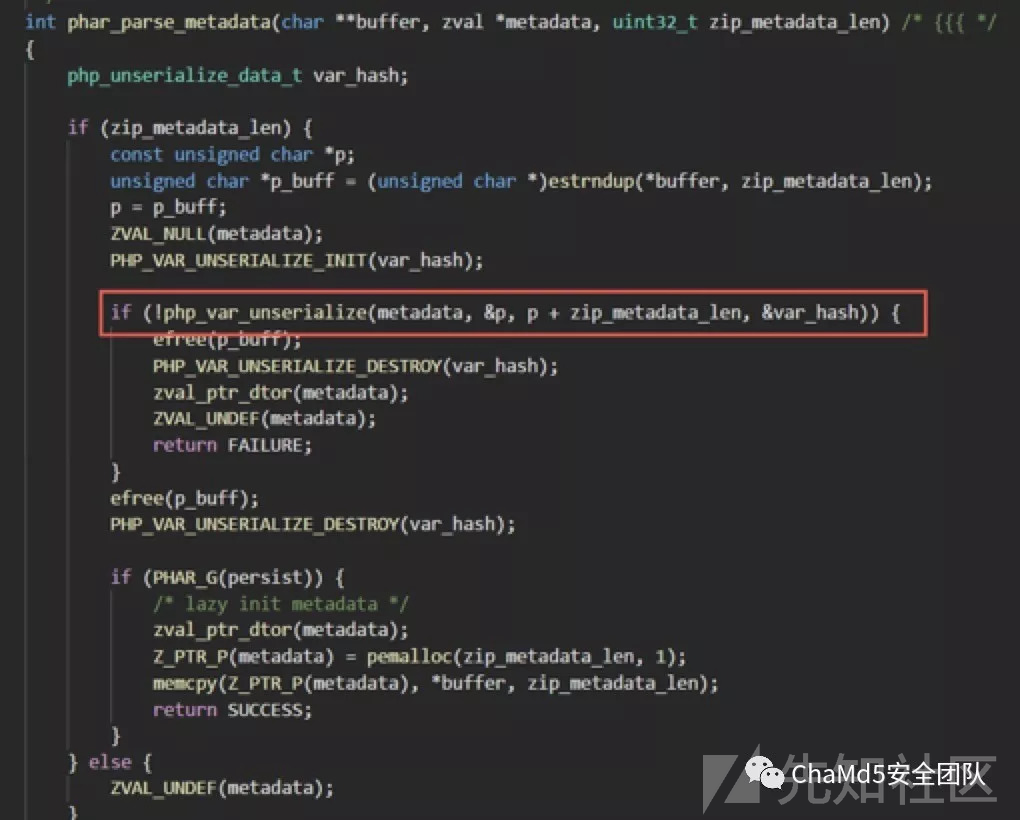 int phar_parse_metadata(char **buffer, zval *metadata, uint32_t zip_metadata_len) /* {{{ */
{
    php_unserialize_data_t var_hash;

    if (zip_metadata_len) {
        const unsigned char *p;
        unsigned char *p_buff = (unsigned char *)estrndup(*buffer, zip_metadata_len);
        p = p_buff;
        ZVAL_NULL(metadata);
        PHP_VAR_UNSERIALIZE_INIT(var_hash);

        if (!php_var_unserialize(metadata, &p, p + zip_metadata_len, &var_hash)) {
            efree(p_buff);
            PHP_VAR_UNSERIALIZE_DESTROY(var_hash);
            zval_ptr_dtor(metadata);
            ZVAL_UNDEF(metadata);
            return FAILURE;
        }
        efree(p_buff);
        PHP_VAR_UNSERIALIZE_DESTROY(var_hash);

        if (PHAR_G(persist)) {
            /* lazy init metadata */
            zval_ptr_dtor(metadata);
            Z_PTR_P(metadata) = pemalloc(zip_metadata_len, 1);
            memcpy(Z_PTR_P(metadata), *buffer, zip_metadata_len);
            return SUCCESS;
        }
    } else {
        ZVAL_UNDEF(metadata);
    }
ChaMd5安全团队
先知社区